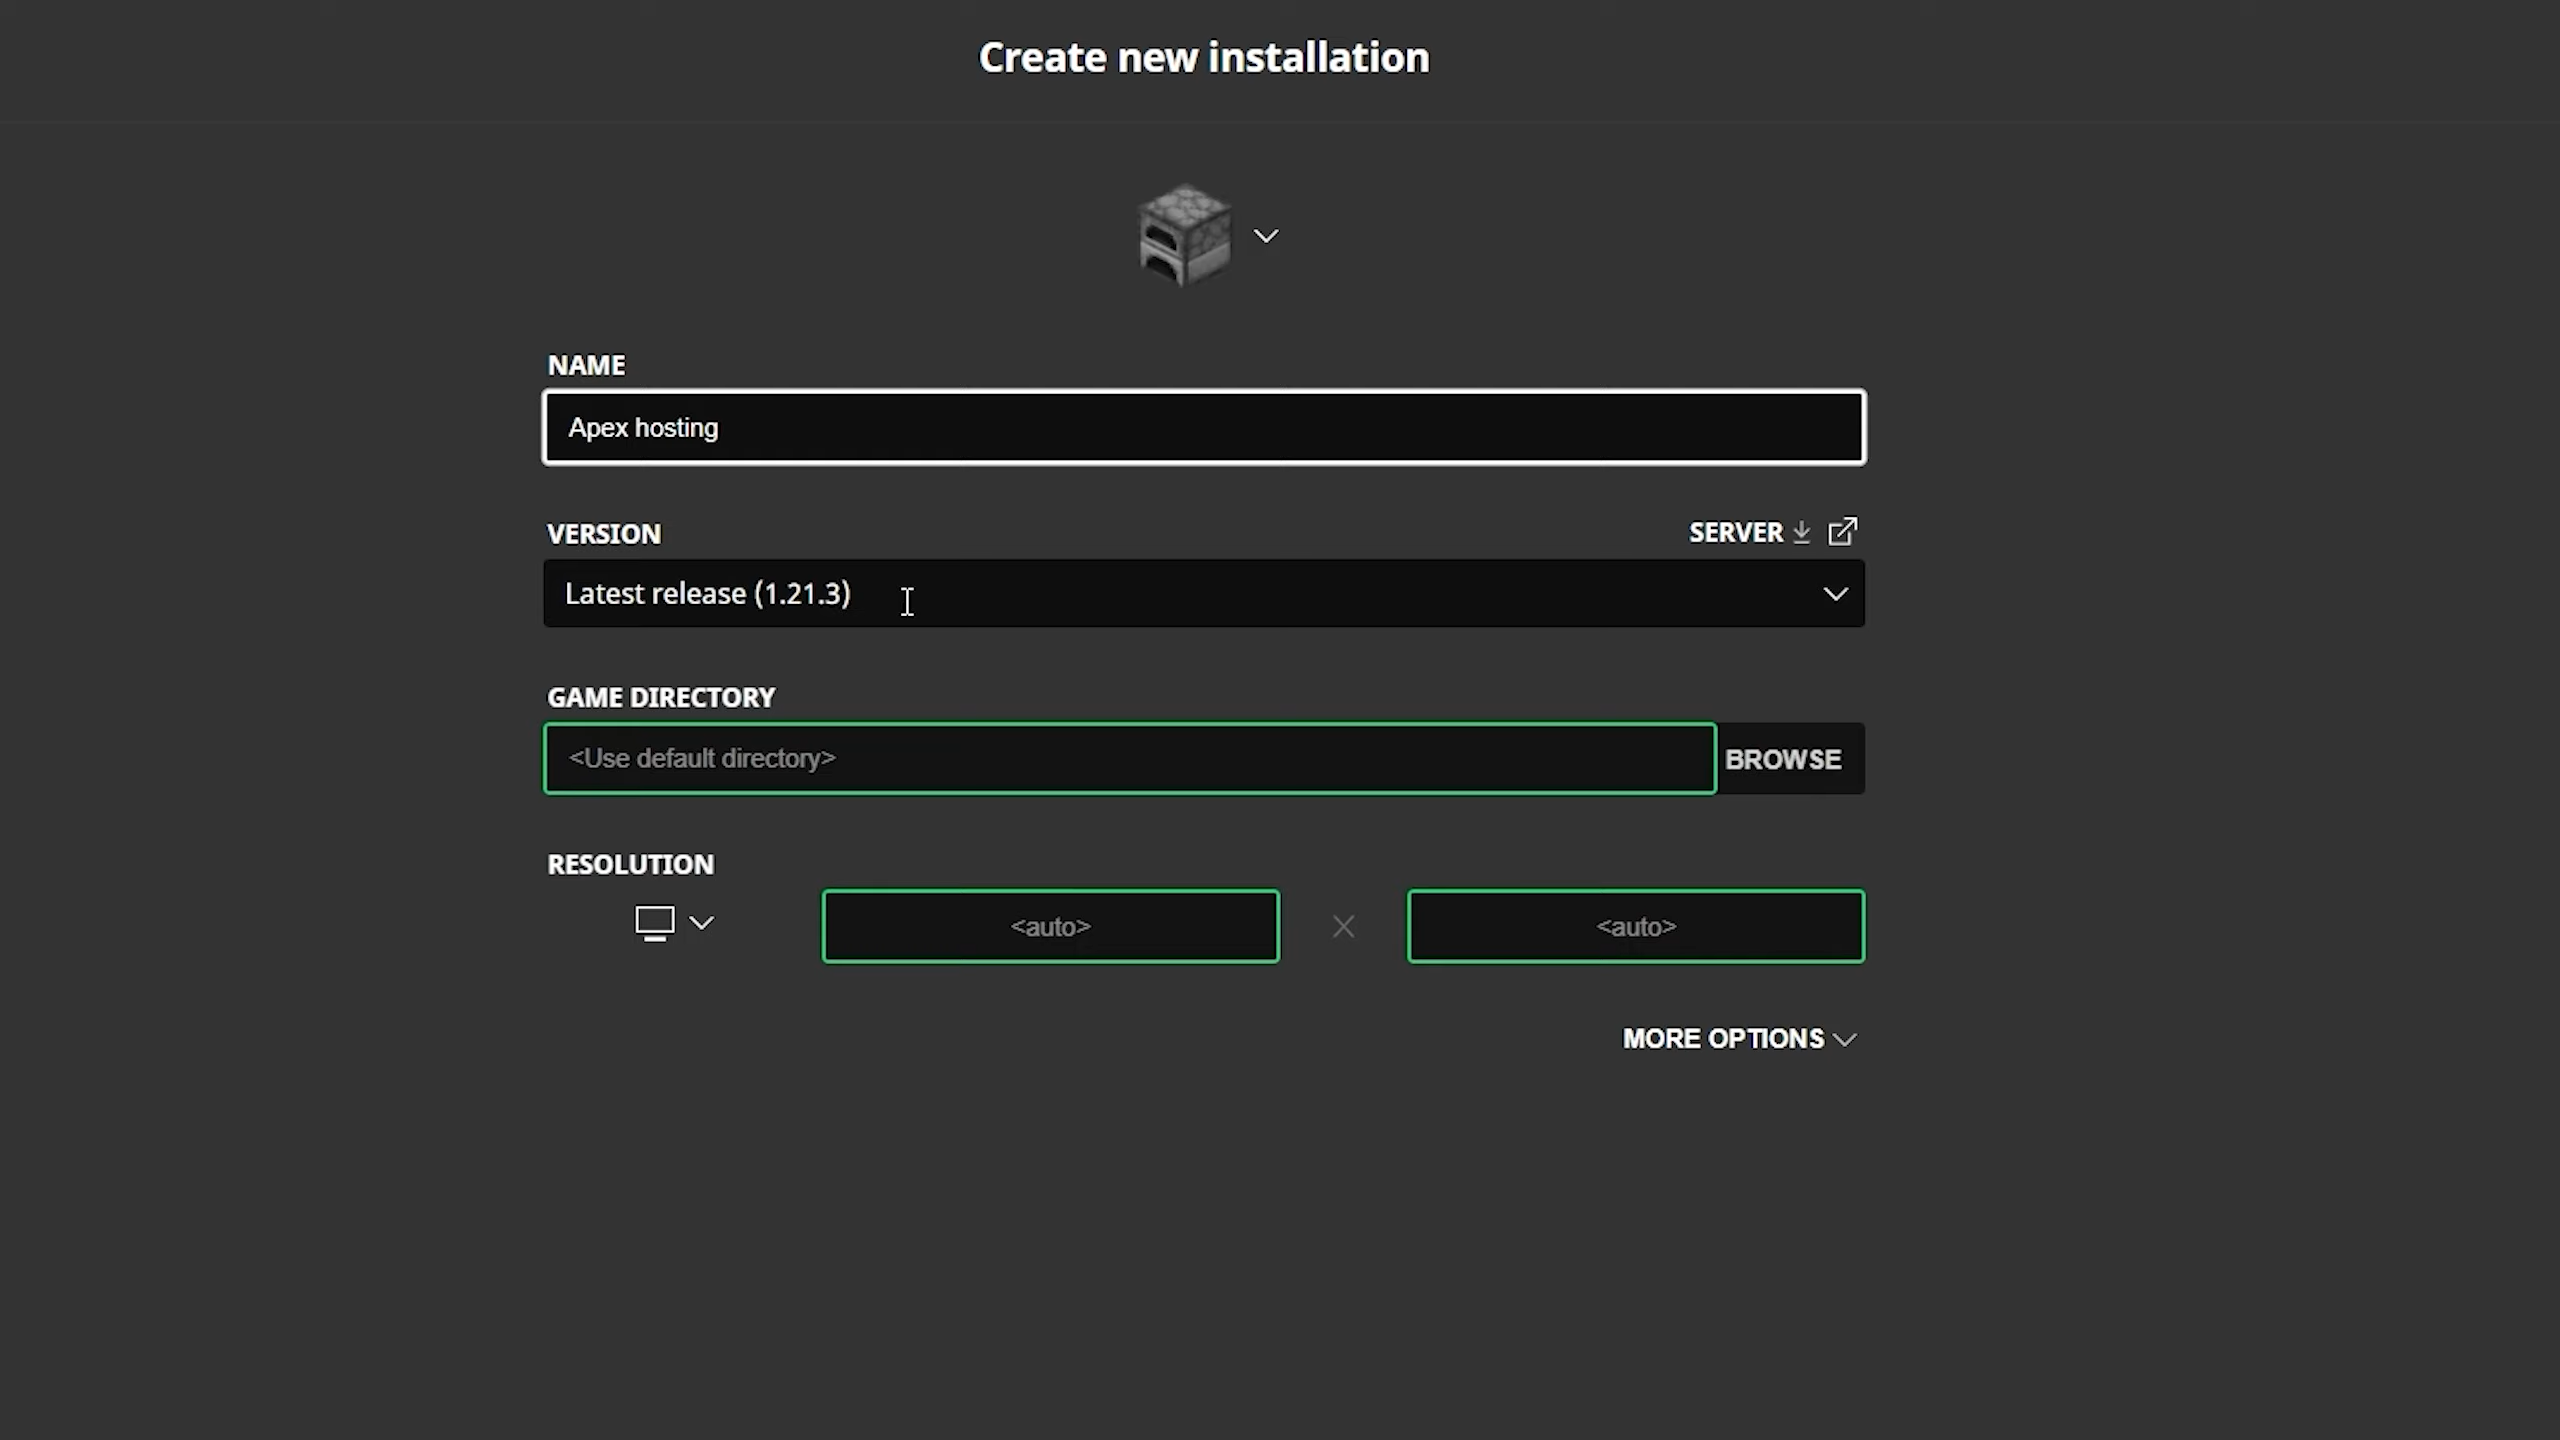 Create new installation
NAME
Apex hosting
VERSION
SERVER
Latest release (1.21.3)
GAME DIRECTORY
<Use default directory>
BROWSE
RESOLUTION
<auto>
<auto>
MORE OPTIONS